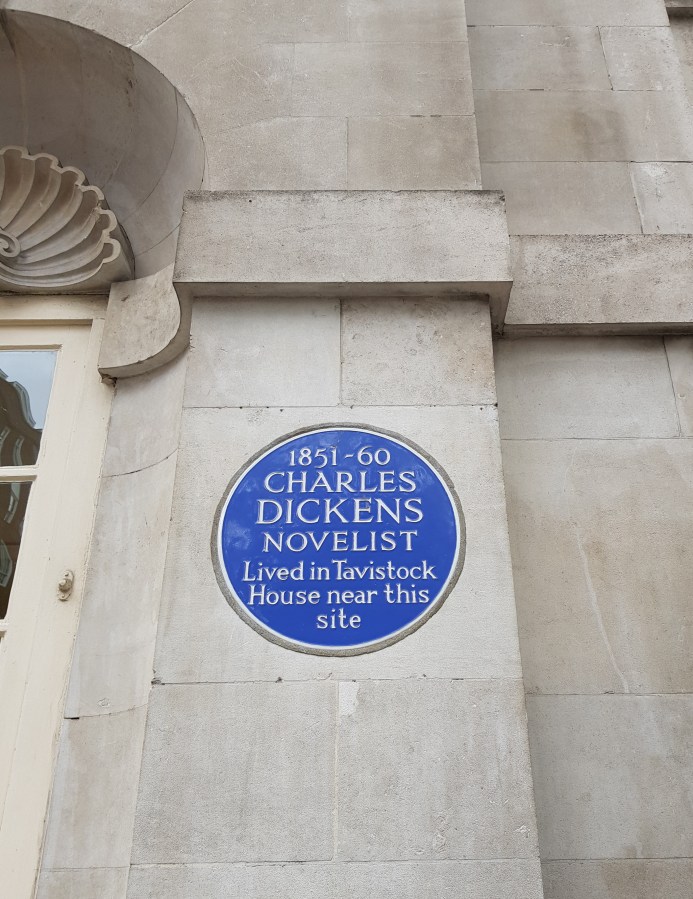 1851-60
CHARLES
DICKENS
NOVELIST
Lived in Tavistock
House near this
site